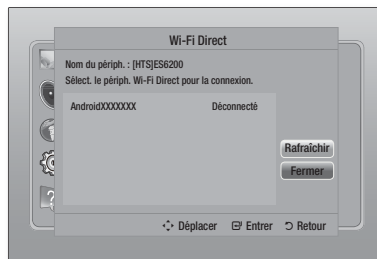 Wi-Fi Direct
Nom du périph. : [HTS]ES6200
Sélect. le périph. Wi-Fi Direct pour la connexion.
AndroidXXXXXXX Déconnectè
Rafraîchir
Fermer
Déplacer Entrer Retour